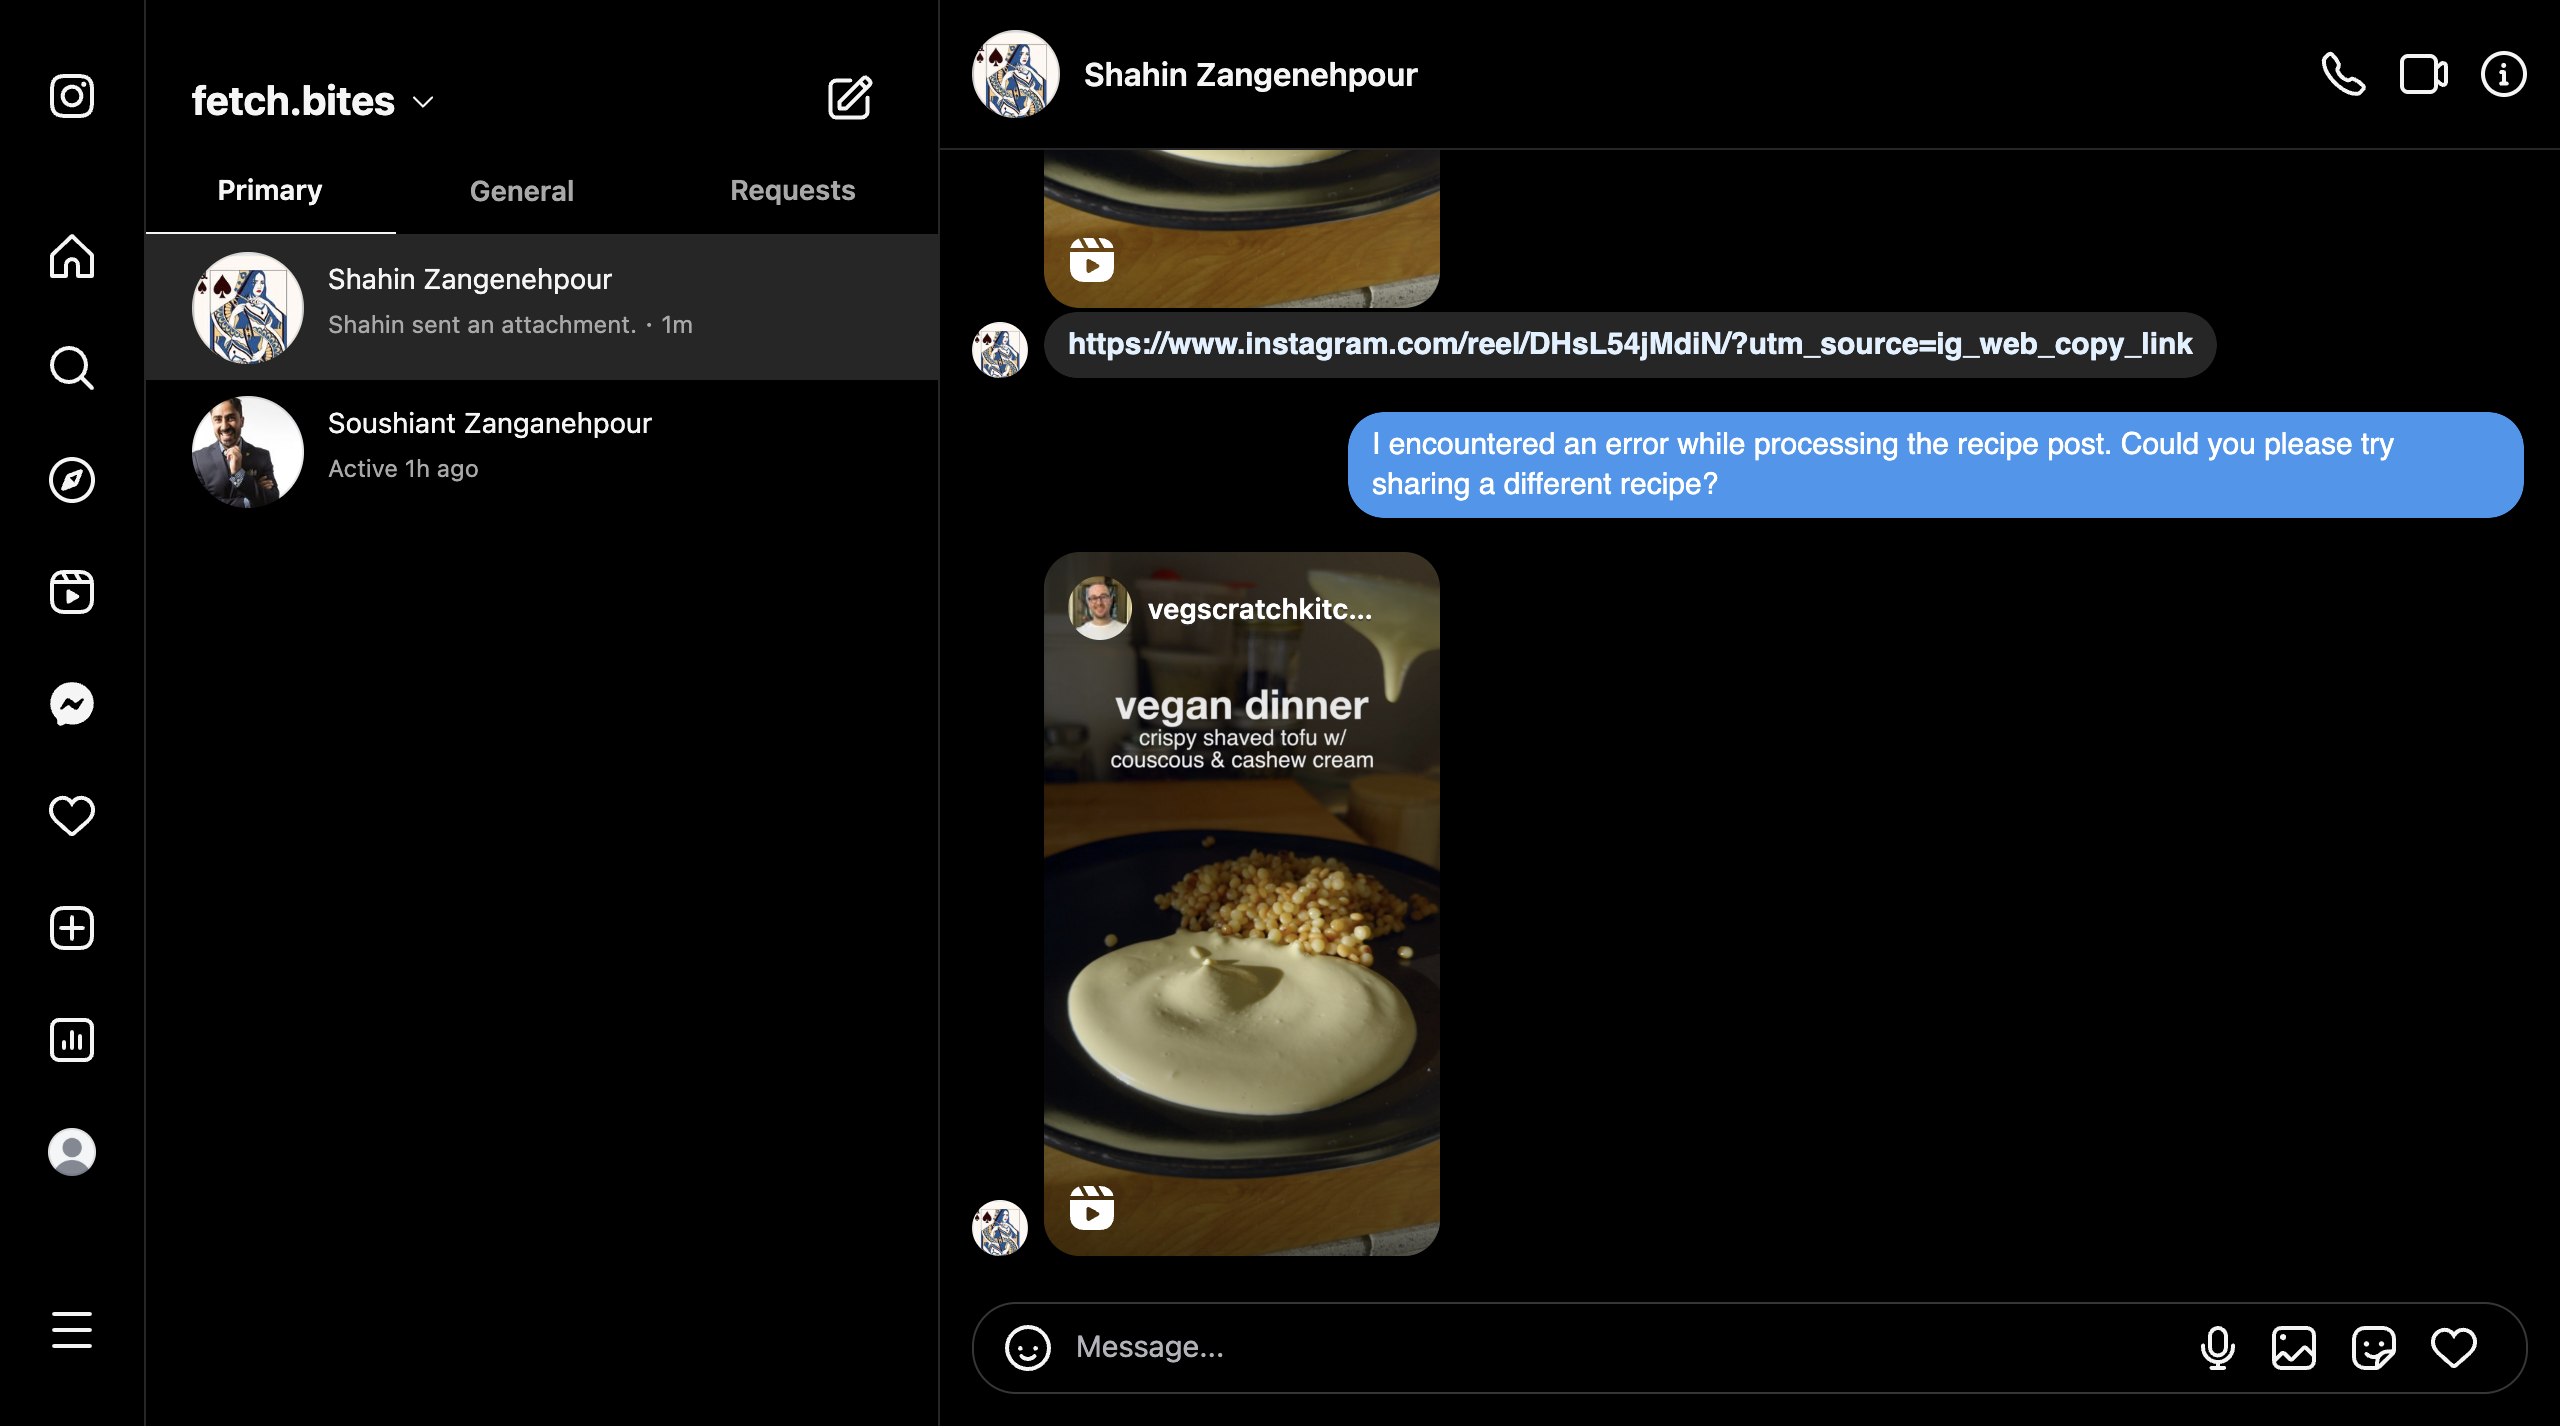 fetch.bites
Primary
General
Requests
Shahin Zangenehpour
Shahin sent an attachment. · 1m
Soushiant Zanganehpour
Active 1h ago
Shahin Zangenehpour
https://www.instagram.com/reel/DHsL54jMdiN/?utm_source=ig_web_copy_link
I encountered an error while processing the recipe post. Could you please try
sharing a different recipe?
vegscratchkitc...
vegan dinner
crispy shaved tofu w/
couscous & cashew cream
Message...